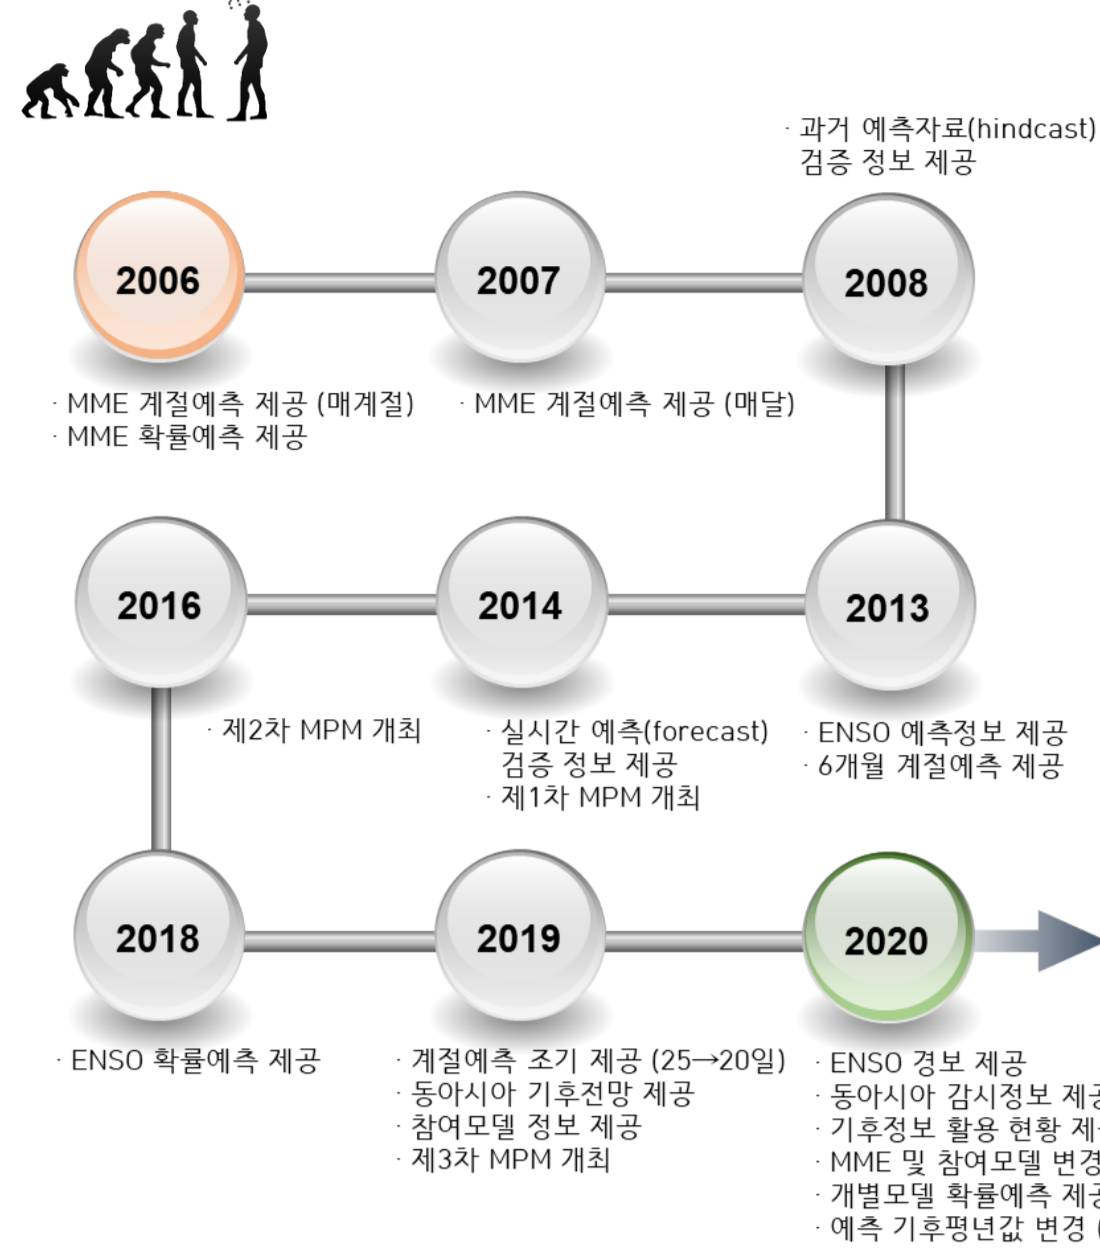 ???
· 과거 예측자료(hindcast)
검증 정보 제공
2006
2007
2008
· MME 계절예측 제공 (매계절)
· MME 확률예측 제공
· MME 계절예측 제공 (매달)
2016
2014
2013
· 제2차 MPM 개최
· 실시간 예측(forecast)
검증 정보 제공
· 제1차 MPM 개최
· ENSO 예측정보 제공
· 6개월 계절예측 제공
2018
2019
2020
· ENSO 확률예측 제공
· 계절예측 조기 제공 (25→20일)
· 동아시아 기후전망 제공
· 참여모델 정보 제공
· 제3차 MPM 개최
· ENSO 경보 제공
· 동아시아 감시정보 제공
· 기후정보 활용 현황
· MME 및 참여모델 변경
· 개별모델 확률예측 제공
· 예측 기후평년값 변경 (